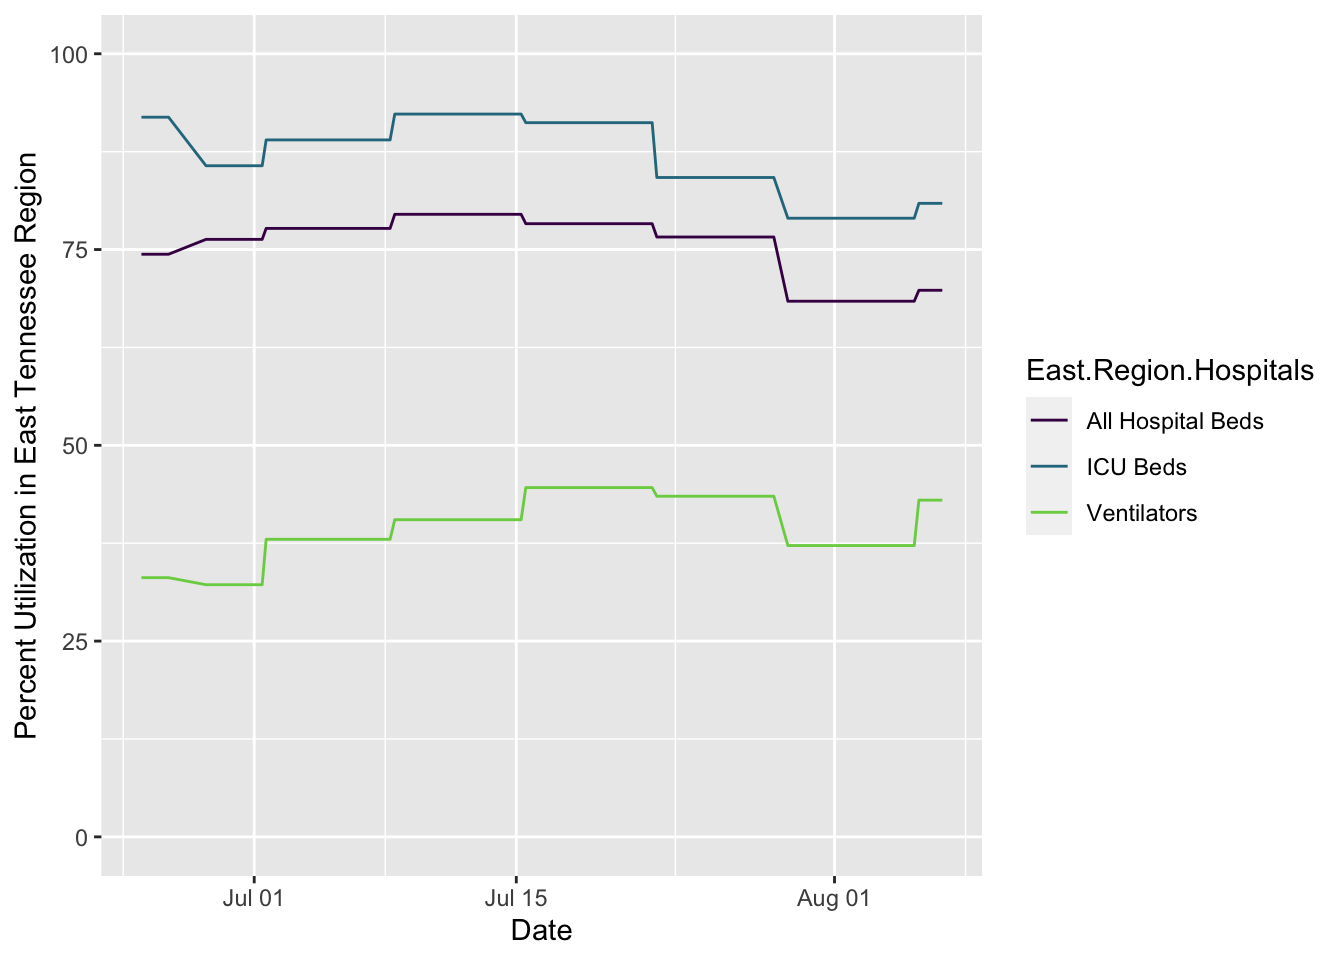 Percent Utilization in East Tennessee Region
100
75
50
25
0
Jul 01
Jul 15
Aug 01
Date
East.Region.Hospitals
All Hospital Beds
ICU Beds
Ventilators